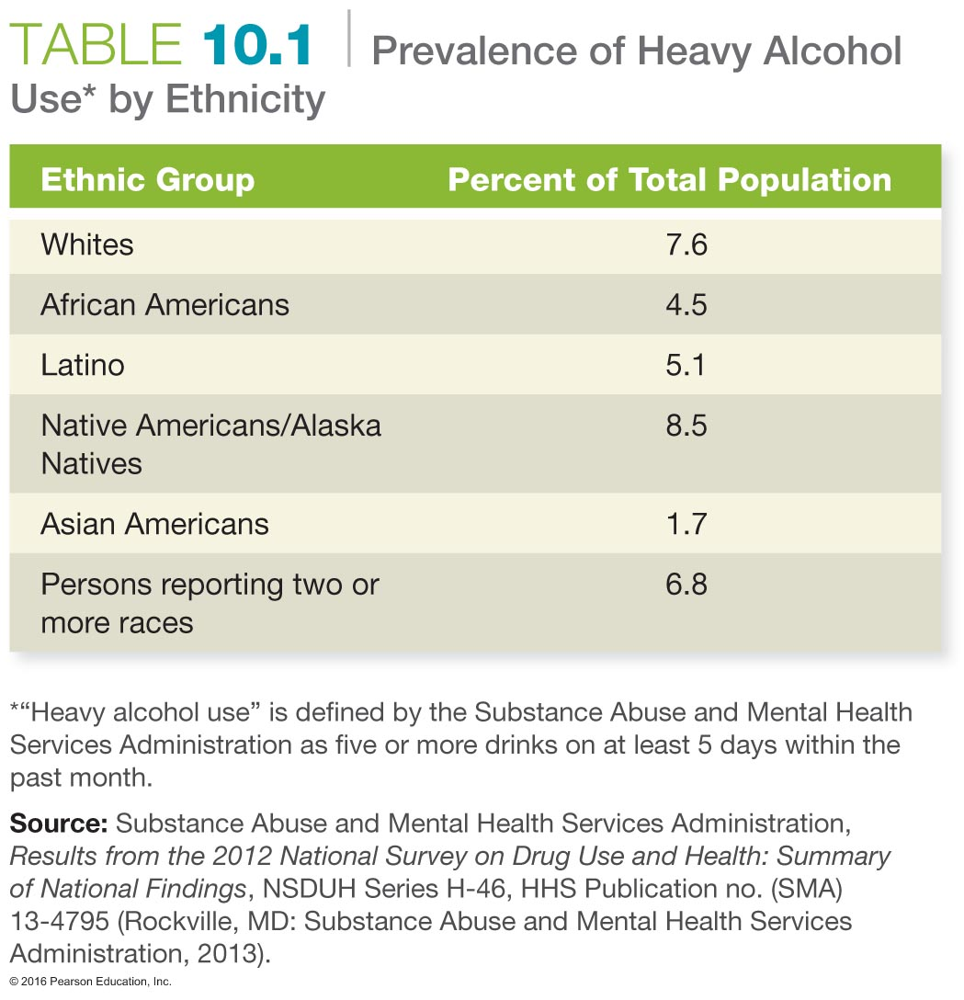 TABLE 10.1 | Prevalence of Heavy Alcohol
Use* by Ethnicity
Ethnic Group Percent of Total Population
Whites 7.6
African Americans 4.5
Latino 5.1
Native Americans/Alaska 8.5
Natives
Asian Americans 1.7
Persons reporting two or 6.8
more races
*“Heavy alcohol use” is defined by the Substance Abuse and Mental Health
Services Administration as five or more drinks on at least 5 days within the
past month.
Source: Substance Abuse and Mental Health Services Administration,
Results from the 2012 National Survey on Drug Use and Health: Summary
of National Findings, NSDUH Series H-46, HHS Publication no. (SMA)
13-4795 (Rockville, MD: Substance Abuse and Mental Health Services
Administration, 2013).
© 2016 Pearson Education, Inc.